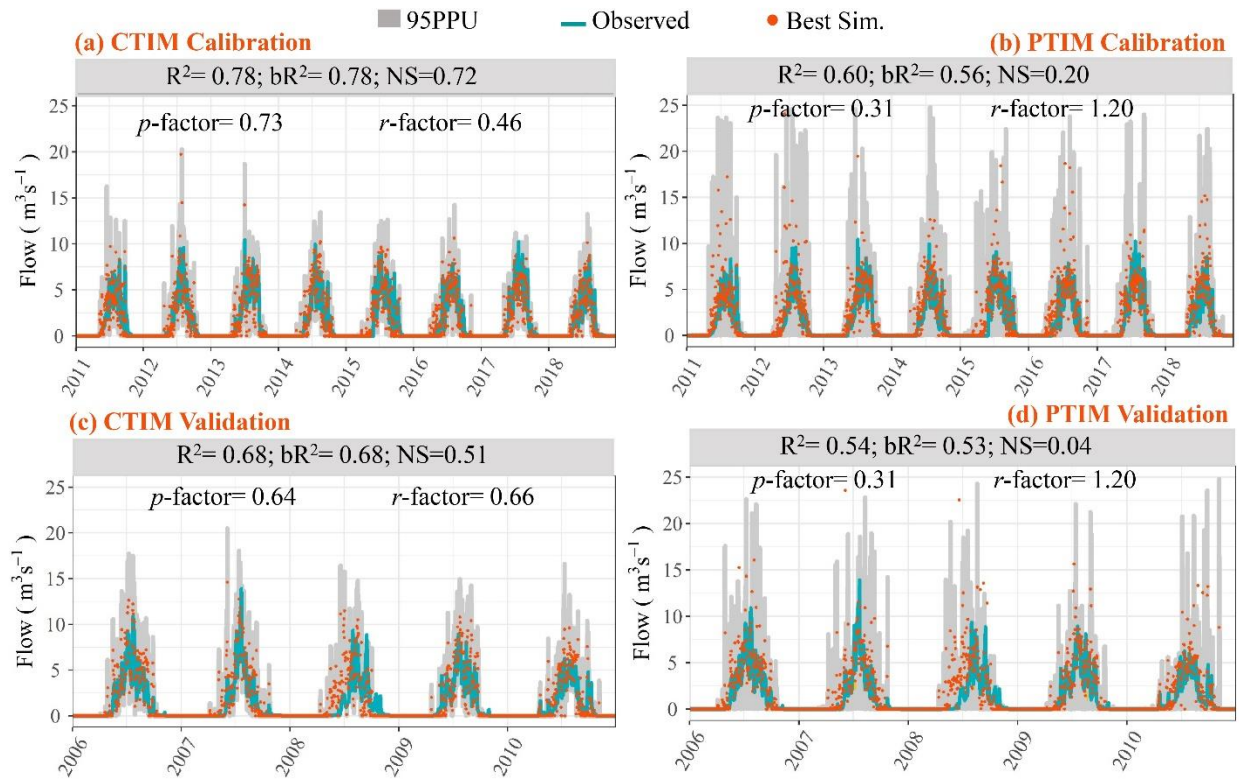 95PPU Observed Best Sim.
(a) CTIM Calibration
R²= 0.78; bR²= 0.78; NS=0.72
p-factor= 0.73 r-factor= 0.46
Flow ( m³s⁻¹)
25
20
15
10
5
0
2011 2012 2013 2014 2015 2016 2017 2018
(b) PTIM Calibration
R²= 0.60; bR²= 0.56; NS=0.20
p-factor= 0.31 r-factor= 1.20
Flow ( m³s⁻¹)
25
20
15
10
5
0
2011 2012 2013 2014 2015 2016 2017 2018
(c) CTIM Validation
R²= 0.68; bR²= 0.68; NS=0.51
p-factor= 0.64 r-factor= 0.66
Flow ( m³s⁻¹)
25
20
15
10
5
0
2006 2007 2008 2009 2010
(d) PTIM Validation
R²= 0.54; bR²= 0.53; NS=0.04
p-factor= 0.31 r-factor= 1.20
Flow ( m³s⁻¹)
25
20
15
10
5
0
2006 2007 2008 2009 2010